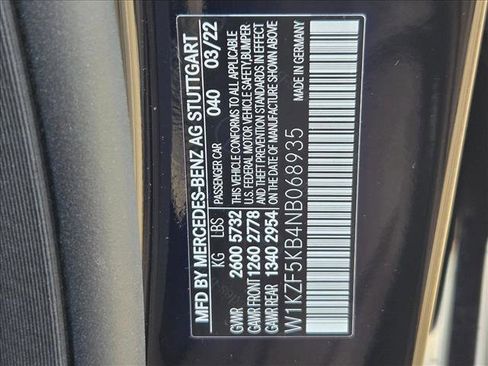 MFD BY MERCEDES-BENZ AG STUTTGART
KG LBS PASSENGER CAR 040 03/22
GVWR 2600 5732 THIS VEHICLE CONFORMS TO ALL APPLICABLE
GWR FRONT 1260 2778 U.S. FEDERAL MOTOR VEHICLE SAFETY, BUMPER
GAWR REAR 1340 2954 AND THEFT PREVENTION STANDARDS IN EFFECT
ON THE DATE OF MANUFACTURE SHOWN ABOVE
W1KZF5KB4NB068935 MADE IN GERMANY